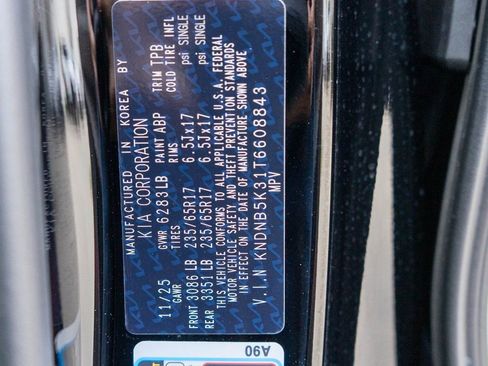 MANUFACTURED IN KOREA BY
KIA CORPORATION
11/25 GVWR 6283LB PAINT ABP TRIM TPB
GAWR TIRES RIMS COLD TIRE INFL
FRONT 3086 LB 235/65R17 6.5Jx17 psi SINGLE
REAR 3351 LB 235/65R17 6.5Jx17 psi SINGLE
THIS VEHICLE CONFORMS TO ALL APPLICABLE U.S.A. FEDERAL
MOTOR VEHICLE SAFETY AND THEFT PREVENTION STANDARDS
IN EFFECT ON THE DATE OF MANUFACTURE SHOWN ABOVE
V.I.N KNDNB5K31T6608843
MPV
A90